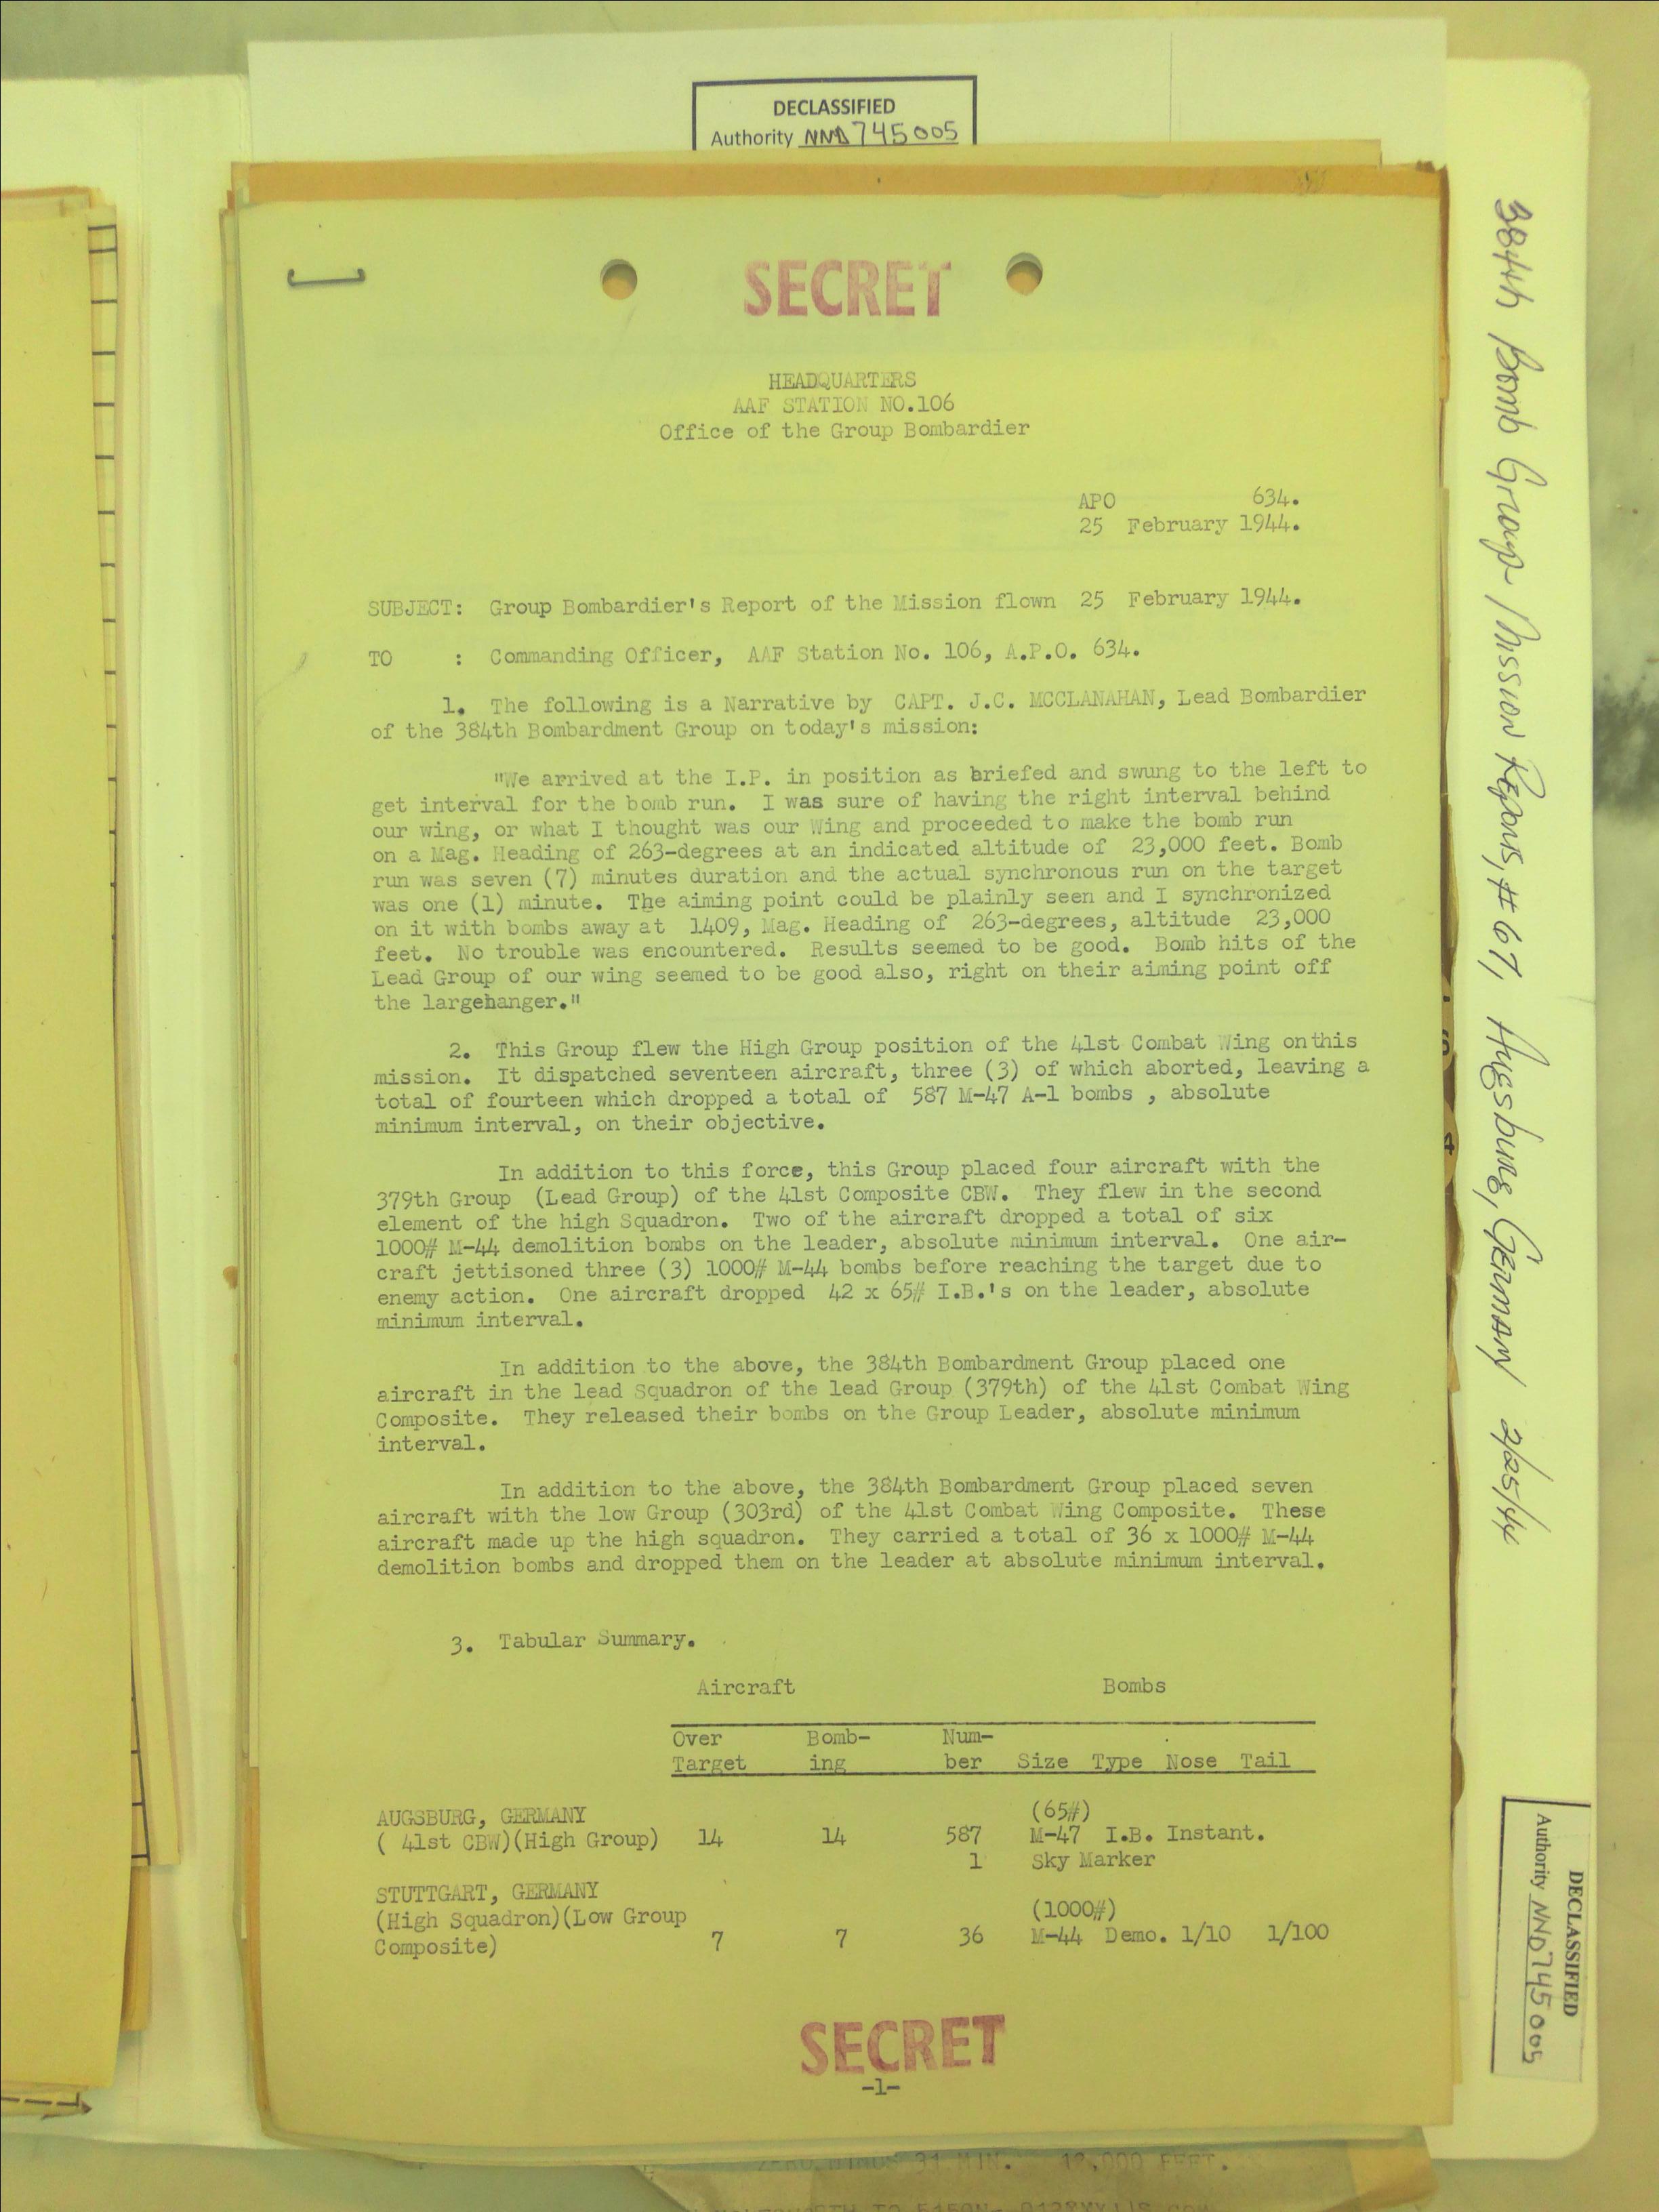 DECLASSIFIED
Authority NND 745005
SECRET
HEADQUARTERS
AAF STATION NO.106
Office of the Group Bombardier
APO 634.
25 February 1944.
SUBJECT: Group Bombardier's Report of the Mission flown 25 February 1944.
TO : Commanding Officer, AAF Station No. 106, A.P.O. 634.
1. The following is a Narrative by CAPT. J.C. MCCLANAHAN, Lead Bombardier
of the 384th Bombardment Group on today's mission:
"We arrived at the I.P. in position as briefed and swung to the left to
get interval for the bomb run. I was sure of having the right interval behind
our wing, or what I thought was our Wing and proceeded to make the bomb run
on a Mag. Heading of 263-degrees at an indicated altitude of 23,000 feet. Bomb
run was seven (7) minutes duration and the actual synchronous run on the target
was one (1) minute. The aiming point could be plainly seen and I synchronized
on it with bombs away at 1409, Mag. Heading of 263-degrees, altitude 23,000
feet. No trouble was encountered. Results seemed to be good. Bomb hits of the
Lead Group of our wing seemed to be good also, right on their aiming point off
the largehanger."
2. This Group flew the High Group position of the 41st Combat Wing onthis
mission. It dispatched seventeen aircraft, three (3) of which aborted, leaving a
total of fourteen which dropped a total of 587 M-47 A-1 bombs , absolute
minimum interval, on their objective.
In addition to this force, this Group placed four aircraft with the
379th Group (Lead Group) of the 41st Composite CBW. They flew in the second
element of the high Squadron. Two of the aircraft dropped a total of six
1000# M-44 demolition bombs on the leader, absolute minimum interval. One air-
craft jettisoned three (3) 1000# M-44 bombs before reaching the target due to
enemy action. One aircraft dropped 42 x 65# I.B.'s on the leader, absolute
minimum interval.
In addition to the above, the 384th Bombardment Group placed one
aircraft in the lead Squadron of the lead Group (379th) of the 41st Combat Wing
Composite. They released their bombs on the Group Leader, absolute minimum
interval.
In addition to the above, the 384th Bombardment Group placed seven
aircraft with the low Group (303rd) of the 41st Combat Wing Composite. These
aircraft made up the high squadron. They carried a total of 36 x 1000# M-44
demolition bombs and dropped them on the leader at absolute minimum interval.
3. Tabular Summary.
Aircraft Bombs
Over Bomb- Num-
Target ing ber Size Type Nose Tail
AUGSBURG, GERMANY (65#)
( 41st CBW)(High Group) 14 14 587 M-47 I.B. Instant.
1 Sky Marker
STUTTGART, GERMANY
(High Squadron)(Low Group (1000#)
Composite) 7 7 36 M-44 Demo. 1/10 1/100
SECRET
-1-
384th Bomb Group - Mission Reports, # 67, Augsburg, Germany 2/25/44
DECLASSIFIED
Authority NND 745005
31 MIN. 12,000 FEET.